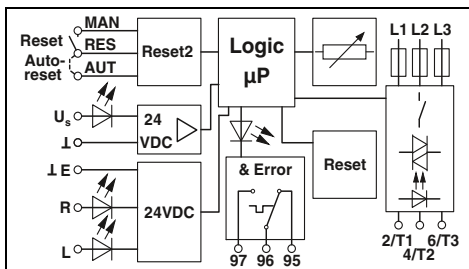 MAN
Reset
RES
Auto-
reset
AUT
Reset2
Logic
µP
L1 L2 L3
Us
⊥
24
VDC
⊥ E
R
L
24VDC
& Error
97 96 95
Reset
2/T1 6/T3
4/T2